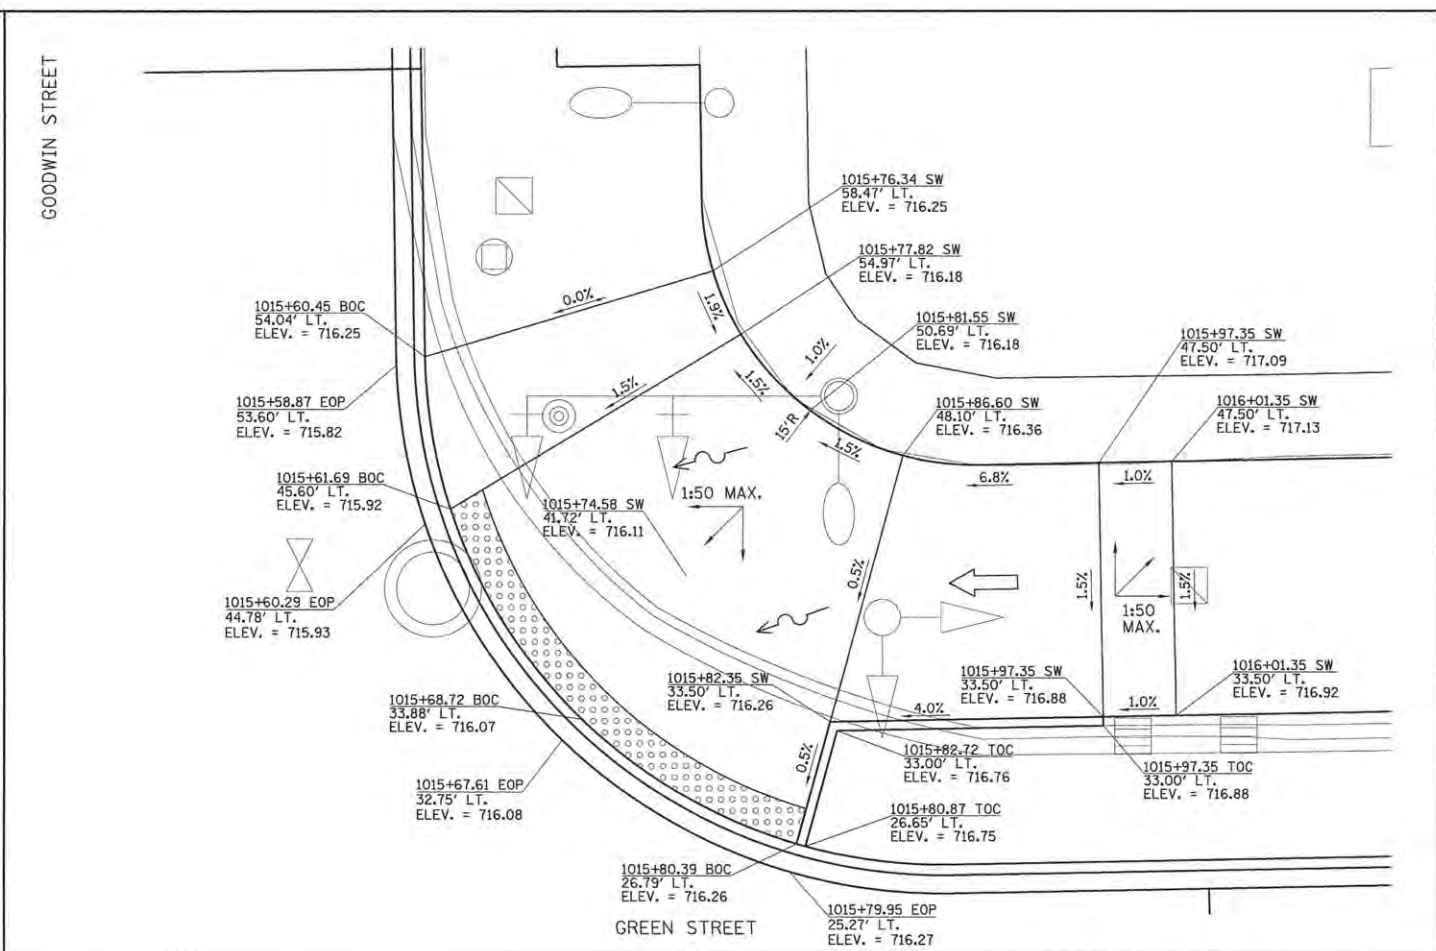 GOODWIN STREET
1015+76.34 SW
58.47' LT.
ELEV. = 716.25
1015+77.82 SW
54.97' LT.
ELEV. = 716.18
0.0%
1.9%
1015+60.45 BOC
54.04' LT.
ELEV. = 716.25
1015+81.55 SW
50.69' LT.
ELEV. = 716.18
1.0%
1015+97.35 SW
47.50' LT.
ELEV. = 717.09
1.5%
1.5%
1015+58.87 EOP
53.60' LT.
ELEV. = 715.82
1015+86.60 SW
48.10' LT.
ELEV. = 716.36
1016+01.35 SW
47.50' LT.
ELEV. = 717.13
15'R
1.5%
6.8%
1.0%
1015+61.69 BOC
45.60' LT.
ELEV. = 715.92
1:50 MAX.
1015+74.58 SW
41.72' LT.
ELEV. = 716.11
0.5%
1.5%
1.5%
1:50
MAX.
1015+60.29 EOP
44.78' LT.
ELEV. = 715.93
1015+82.35 SW
33.50' LT.
ELEV. = 716.26
1015+97.35 SW
33.50' LT.
ELEV. = 716.88
1016+01.35 SW
33.50' LT.
ELEV. = 716.92
4.0%
1.0%
1015+68.72 BOC
33.88' LT.
ELEV. = 716.07
0.5%
1015+82.72 TOC
33.00' LT.
ELEV. = 716.76
1015+97.35 TOC
33.00' LT.
ELEV. = 716.88
1015+67.61 EOP
32.75' LT.
ELEV. = 716.08
1015+80.87 TOC
26.65' LT.
ELEV. = 716.75
1015+80.39 BOC
26.79' LT.
ELEV. = 716.26
1015+79.95 EOP
25.27' LT.
ELEV. = 716.27
GREEN STREET